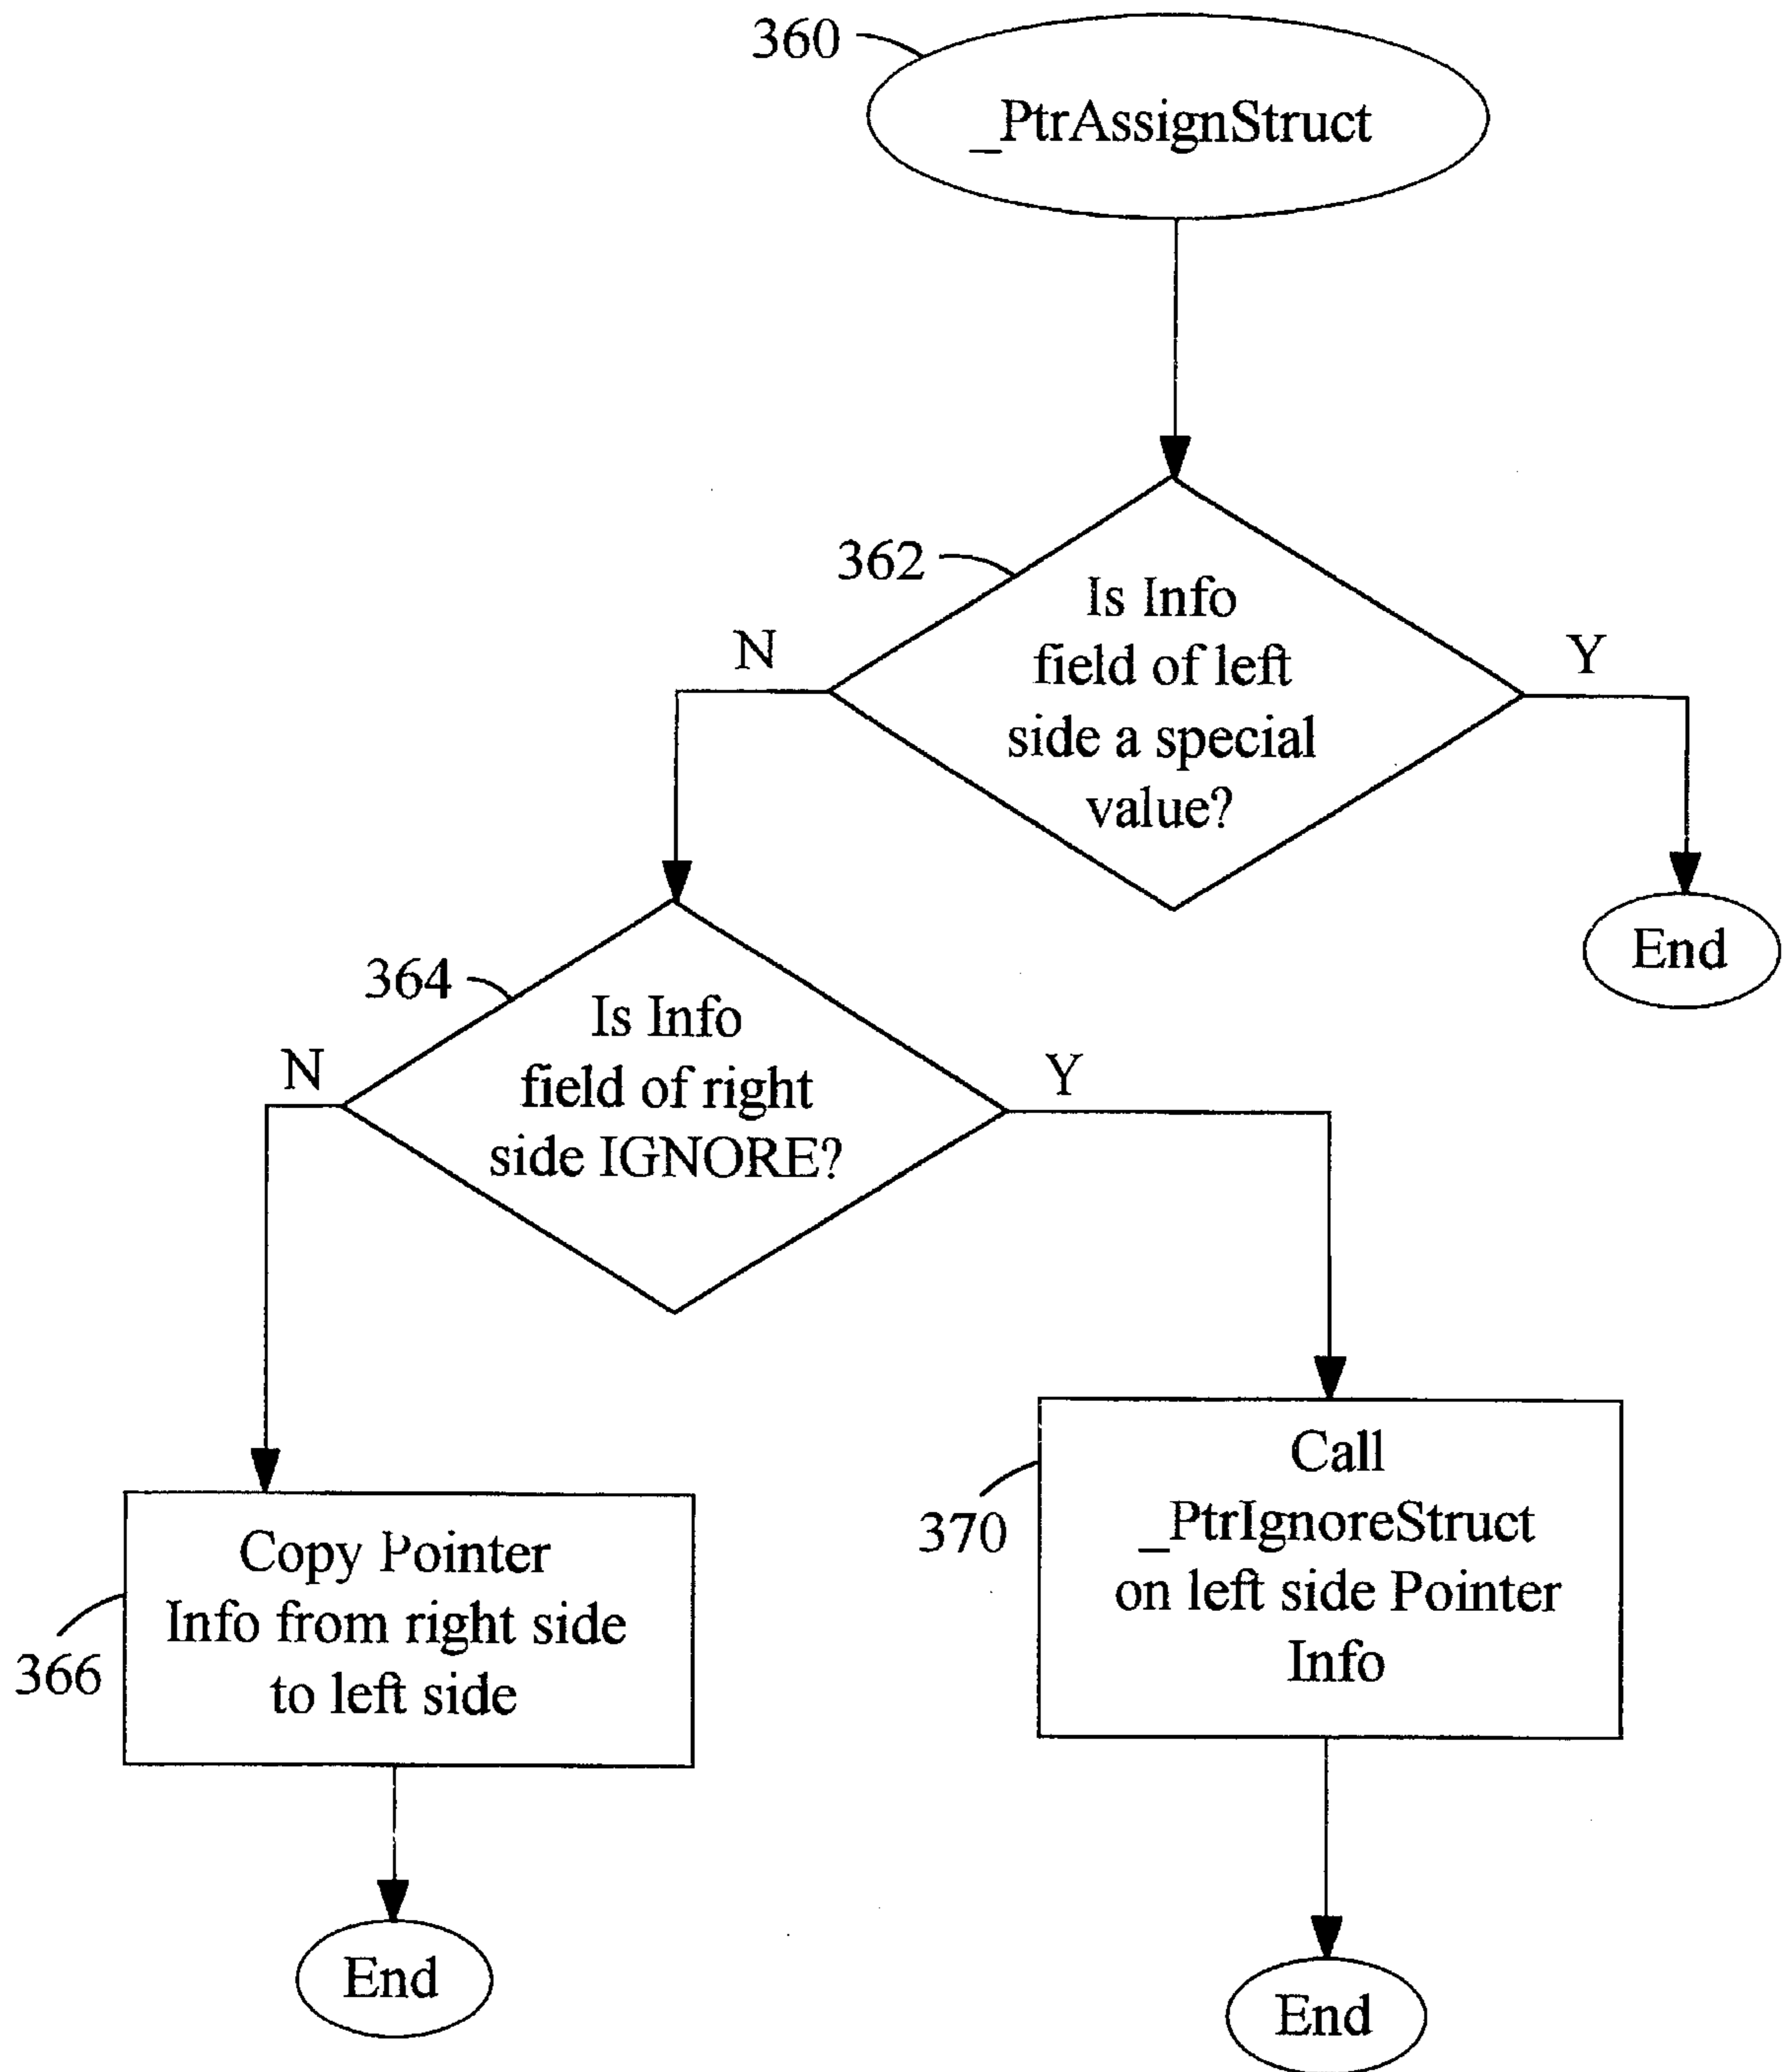 360
_PtrAssignStruct
362
Is Info
field of left
side a special
value?
N
Y
End
364
Is Info
field of right
side IGNORE?
N
Y
366
Copy Pointer
Info from right side
to left side
370
Call
_PtrIgnoreStruct
on left side Pointer
Info
End
End